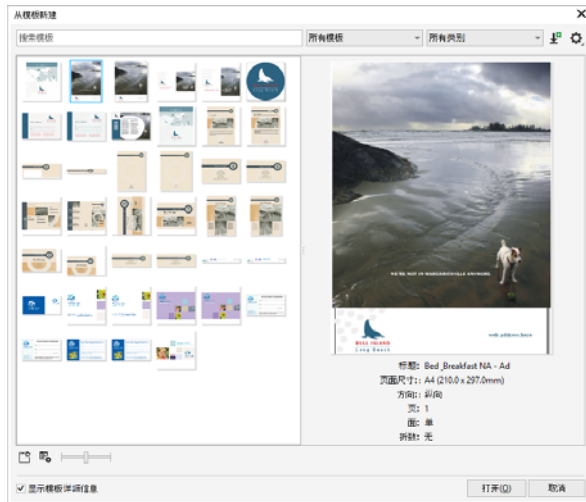 从模板新建
搜索模板
所有模板
所有类别
WE'RE NOT IN MARGARITAVILLE ANYMORE.
BELL ISLAND
Long Beach
web.address.here
标题: Bed_Breakfast NA - Ad
页面尺寸:: A4 (210.0 x 297.0mm)
方向:: 纵向
页: 1
面: 单
折数: 无
显示模板详细信息
打开(O)
取消